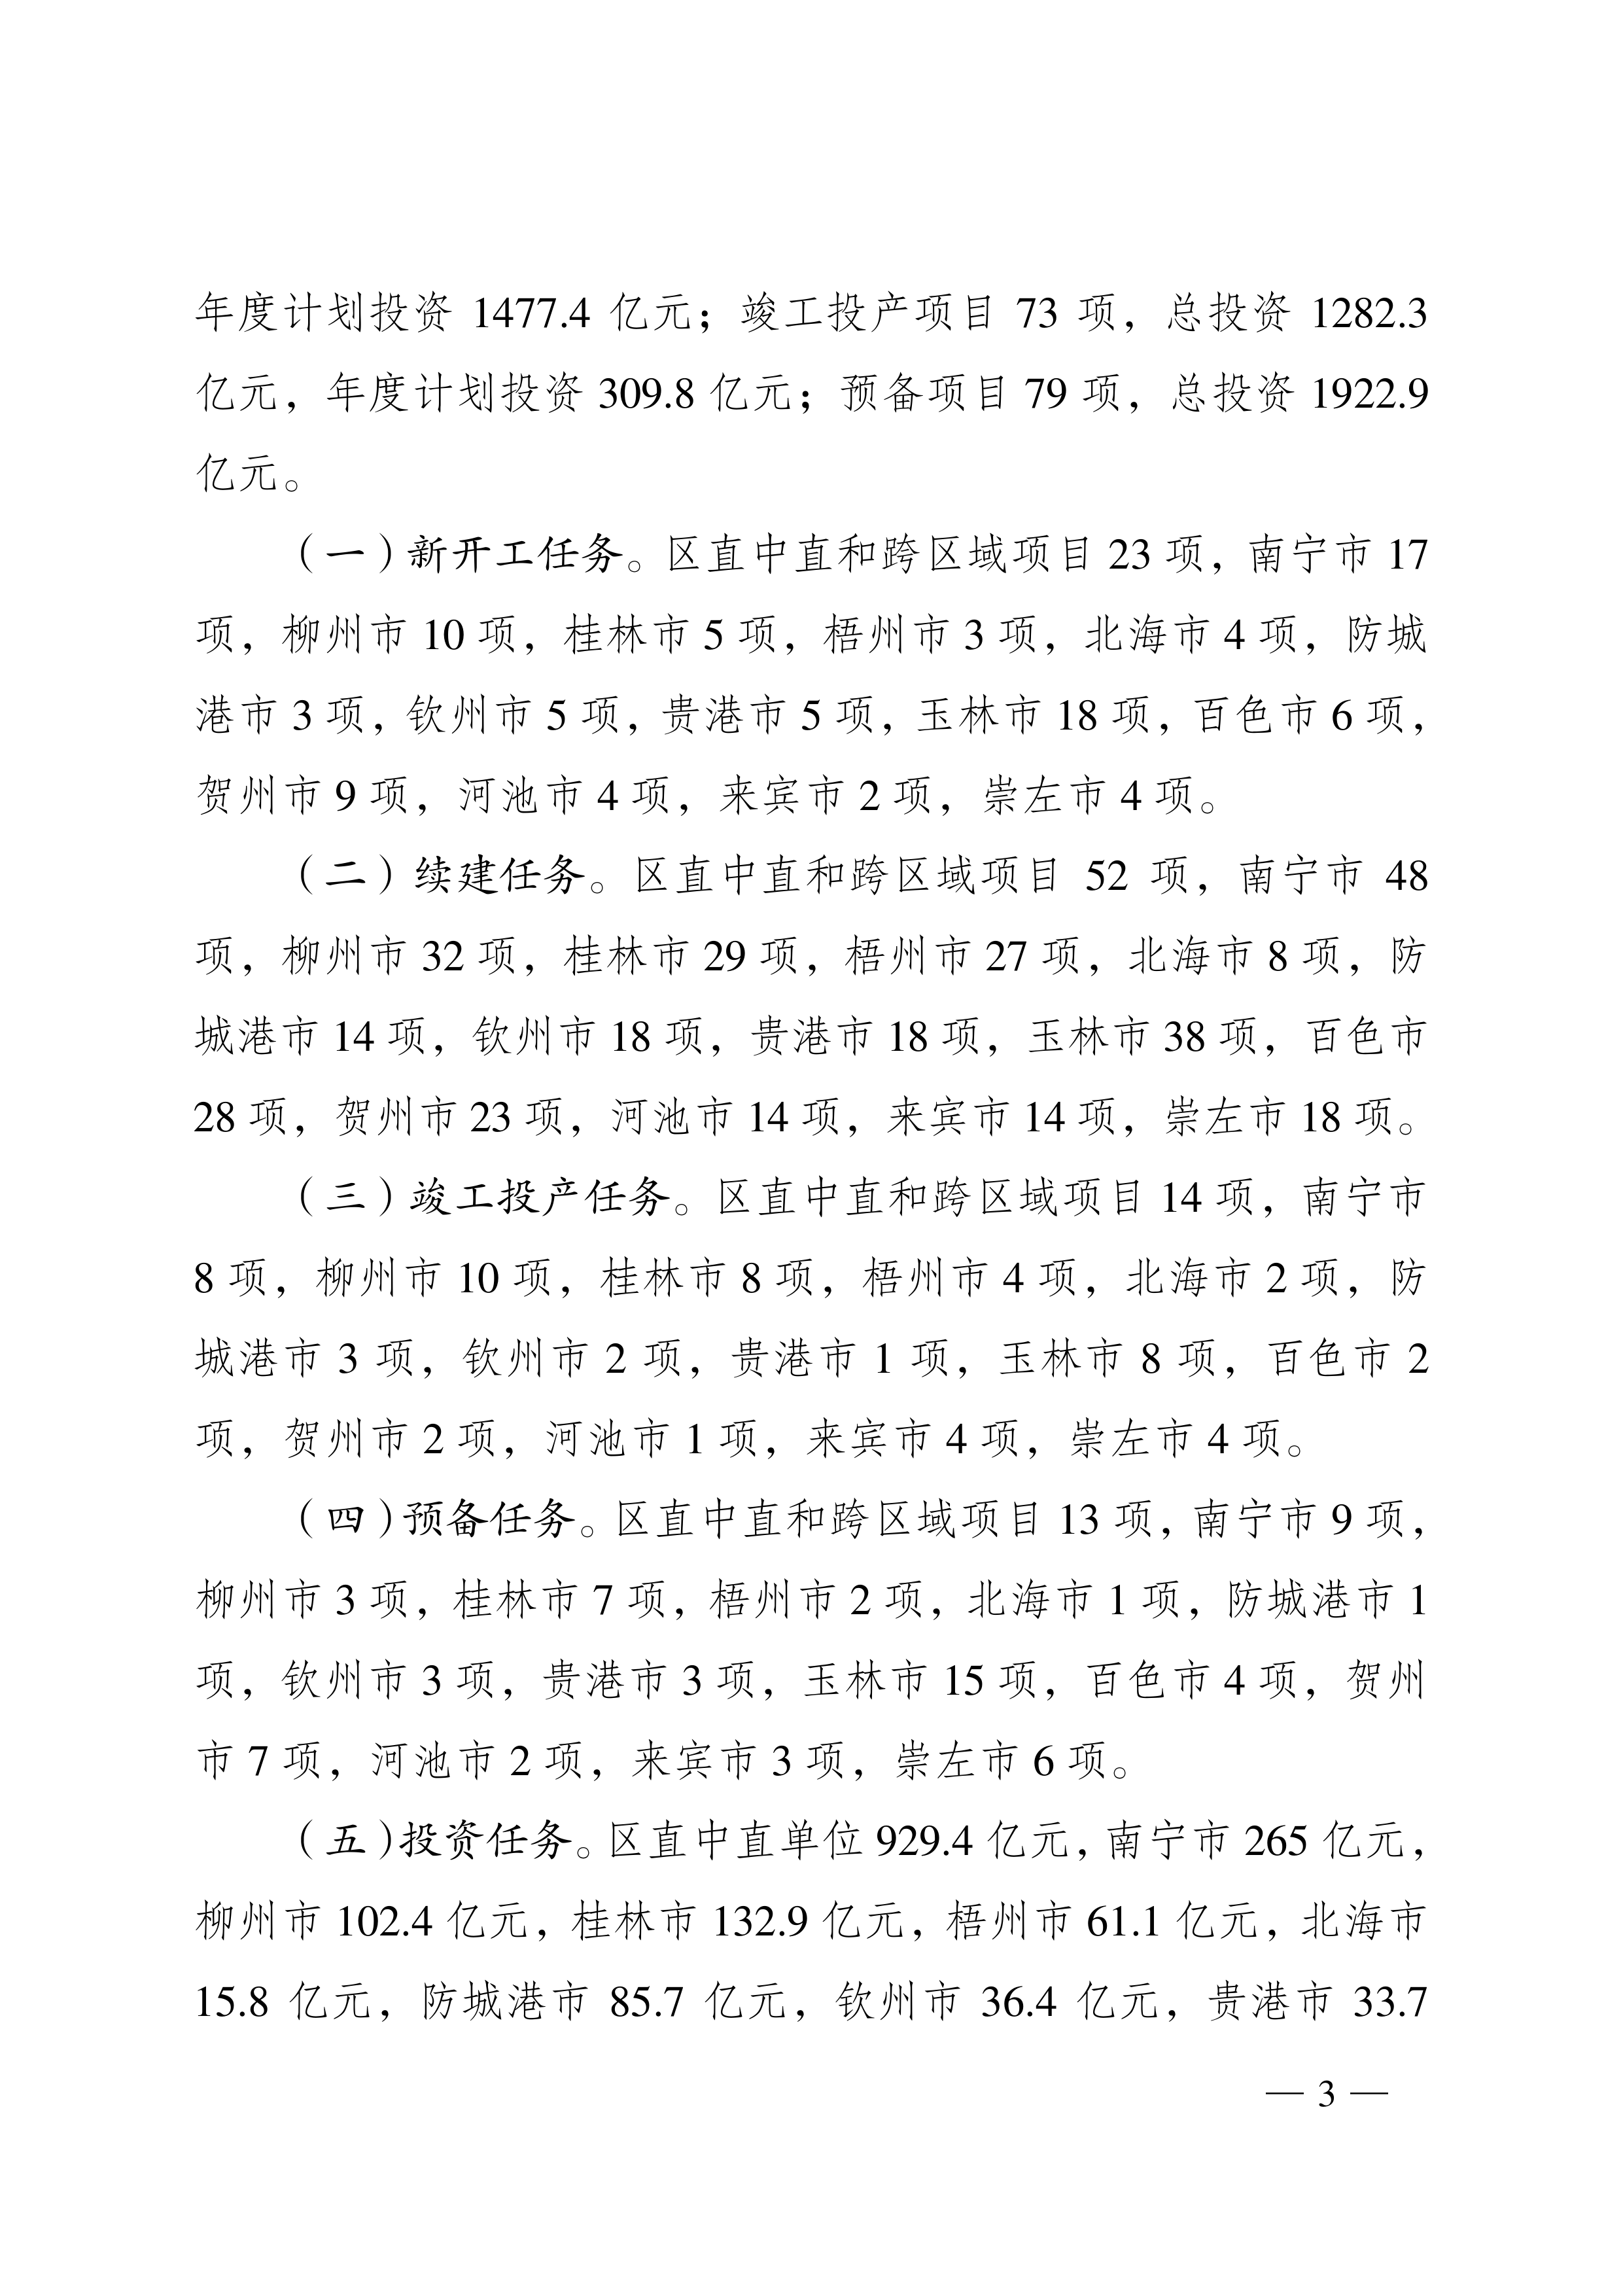 年度计划投资 1477.4 亿元；竣工投产项目 73 项，总投资 1282.3
亿元，年度计划投资 309.8 亿元；预备项目 79 项，总投资 1922.9
亿元。
（一）新开工任务。区直中直和跨区域项目 23 项，南宁市 17
项，柳州市 10 项，桂林市 5 项，梧州市 3 项，北海市 4 项，防城
港市 3 项，钦州市 5 项，贵港市 5 项，玉林市 18 项，百色市 6 项，
贺州市 9 项，河池市 4 项，来宾市 2 项，崇左市 4 项。
（二）续建任务。区直中直和跨区域项目 52 项，南宁市 48
项，柳州市 32 项，桂林市 29 项，梧州市 27 项，北海市 8 项，防
城港市 14 项，钦州市 18 项，贵港市 18 项，玉林市 38 项，百色市
28 项，贺州市 23 项，河池市 14 项，来宾市 14 项，崇左市 18 项。
（三）竣工投产任务。区直中直和跨区域项目 14 项，南宁市
8 项，柳州市 10 项，桂林市 8 项，梧州市 4 项，北海市 2 项，防
城港市 3 项，钦州市 2 项，贵港市 1 项，玉林市 8 项，百色市 2
项，贺州市 2 项，河池市 1 项，来宾市 4 项，崇左市 4 项。
（四）预备任务。区直中直和跨区域项目 13 项，南宁市 9 项，
柳州市 3 项，桂林市 7 项，梧州市 2 项，北海市 1 项，防城港市 1
项，钦州市 3 项，贵港市 3 项，玉林市 15 项，百色市 4 项，贺州
市 7 项，河池市 2 项，来宾市 3 项，崇左市 6 项。
（五）投资任务。区直中直单位 929.4 亿元，南宁市 265 亿元，
柳州市 102.4 亿元，桂林市 132.9 亿元，梧州市 61.1 亿元，北海市
15.8 亿元，防城港市 85.7 亿元，钦州市 36.4 亿元，贵港市 33.7
— 3 —